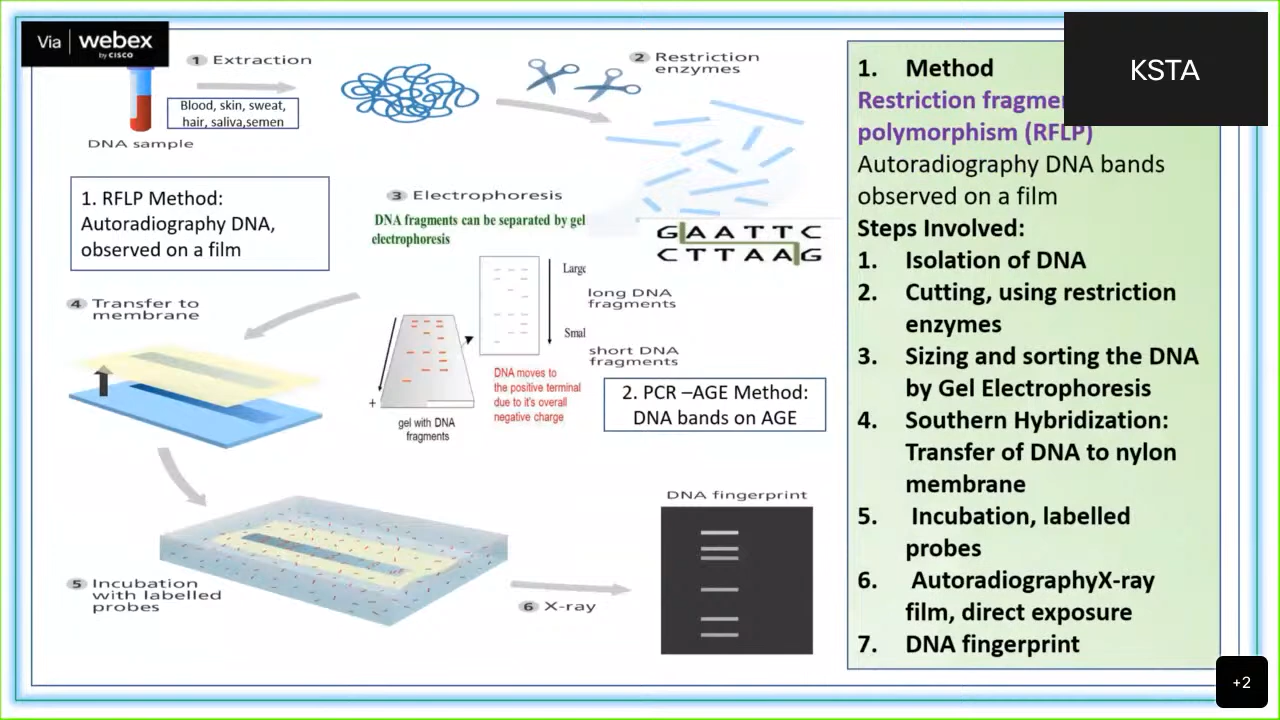 Via webex
by CISCO
1 Extraction
Blood, skin, sweat,
hair, saliva,semen
DNA sample
2 Restriction
enzymes
1. RFLP Method:
Autoradiography DNA,
observed on a film
3 Electrophoresis
DNA fragments can be separated by gel
electrophoresis
GAATTC
CTTAAG
Large
long DNA
fragments
Smal
short DNA
fragments
DNA moves to
the positive terminal
due to it's overall
negative charge
+
gel with DNA
fragments
2. PCR –AGE Method:
DNA bands on AGE
4 Transfer to
membrane
5 Incubation
with labelled
probes
6 X-ray
DNA fingerprint
KSTA
1. Method
Restriction
polymorphism (RFLP)
Autoradiography DNA bands
observed on a film
Steps Involved:
1. Isolation of DNA
2. Cutting, using restriction
enzymes
3. Sizing and sorting the DNA
by Gel Electrophoresis
4. Southern Hybridization:
Transfer of DNA to nylon
membrane
5. Incubation, labelled
probes
6. AutoradiographyX-ray
film, direct exposure
7. DNA fingerprint
+2